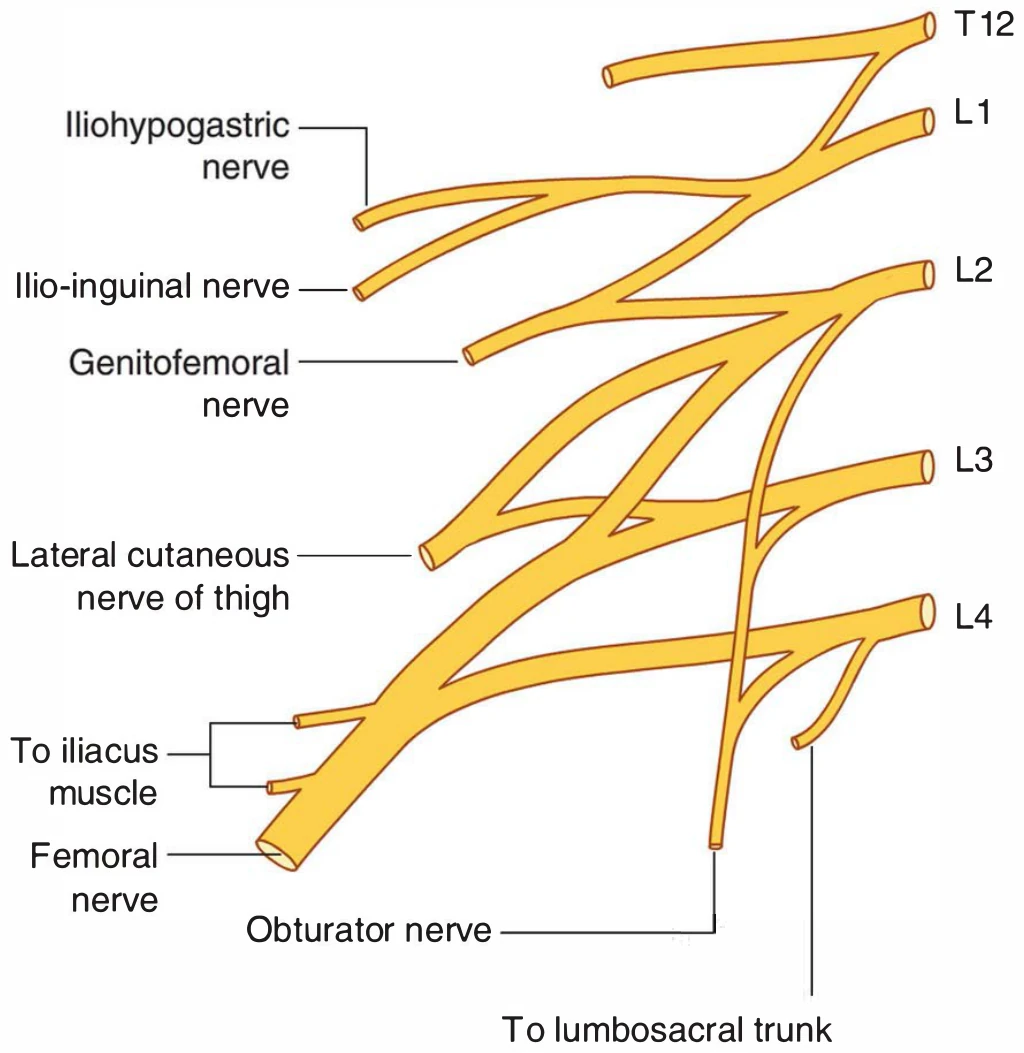 T12
L1
Iliohypogastric
nerve
L2
Ilio-inguinal nerve
Genitofemoral
nerve
L3
Lateral cutaneous
nerve of thigh
L4
To iliacus
muscle
Femoral
nerve
Obturator nerve
To lumbosacral trunk